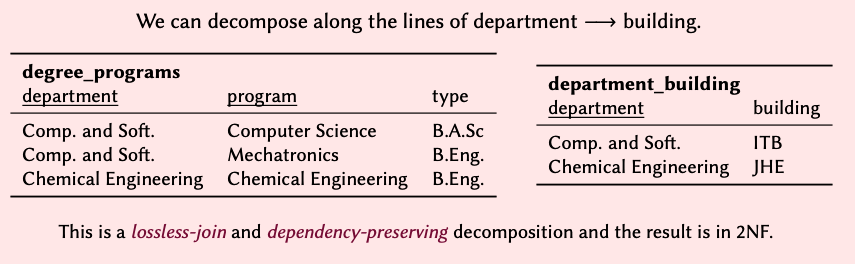 We can decompose along the lines of department ⟶ building.
degree_programs
department program type
Comp. and Soft. Computer Science B.A.Sc
Comp. and Soft. Mechatronics B.Eng.
Chemical Engineering Chemical Engineering B.Eng.
department_building
department building
Comp. and Soft. ITB
Chemical Engineering JHE
This is a lossless-join and dependency-preserving decomposition and the result is in 2NF.